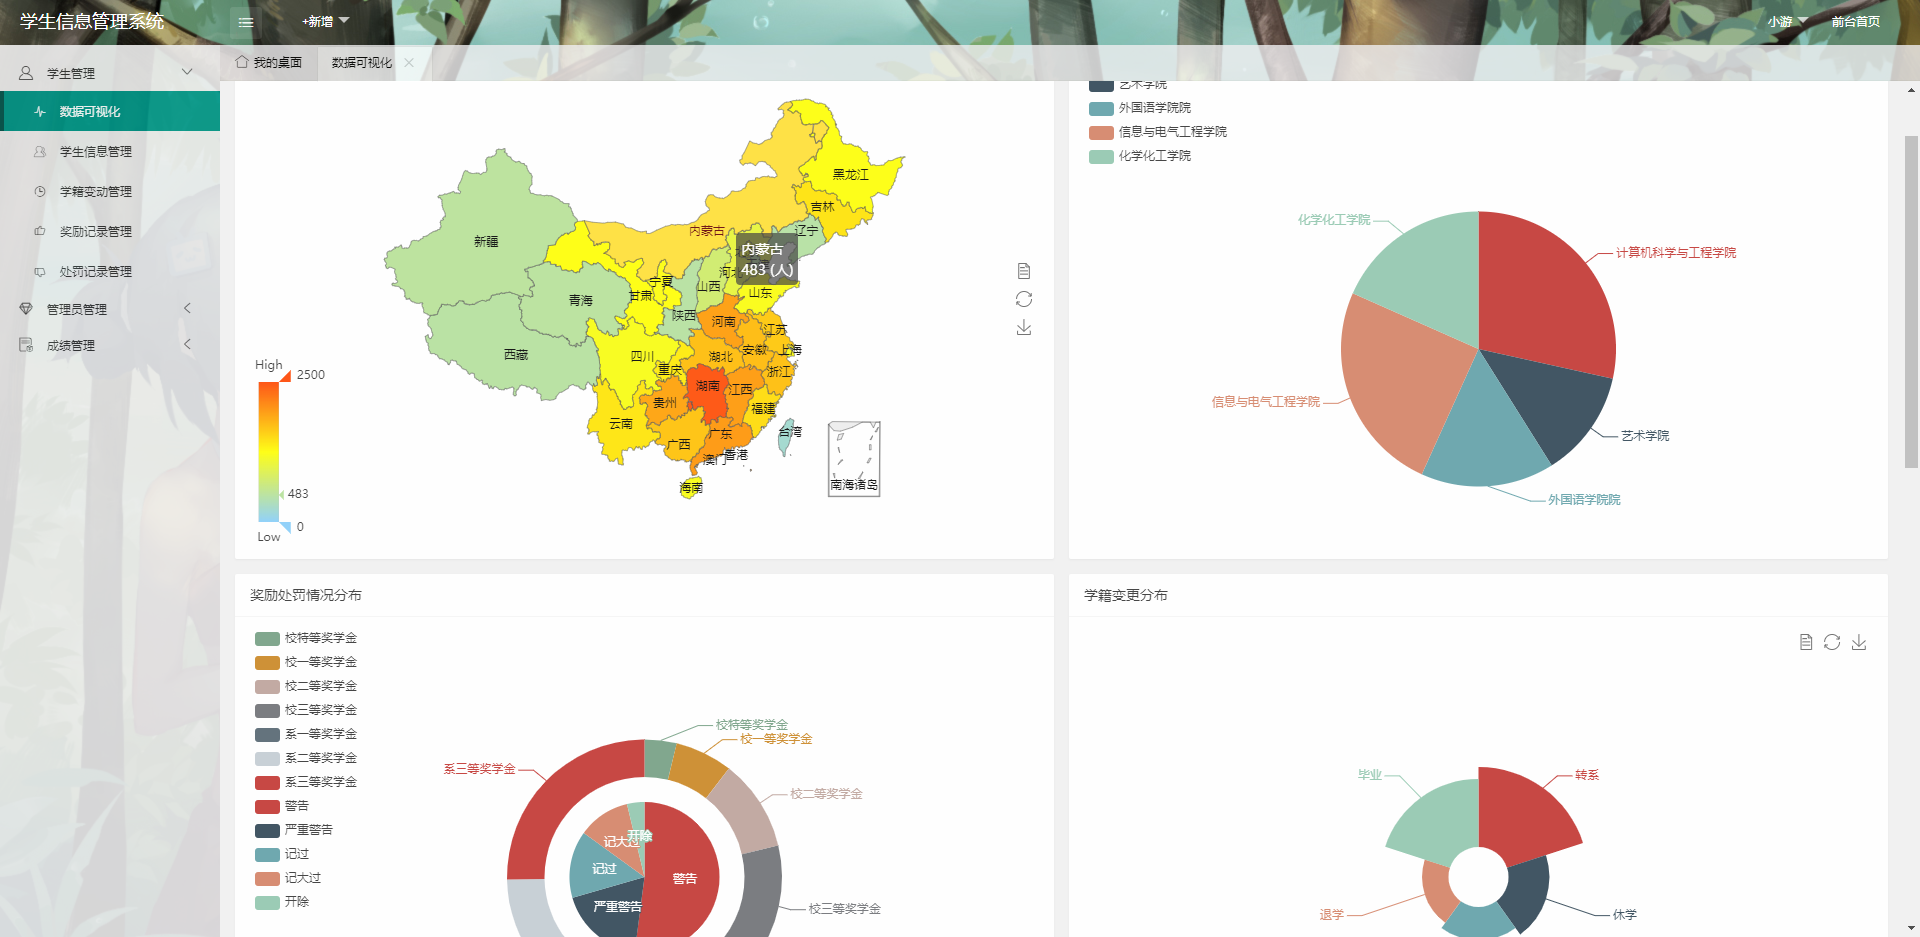 学生信息管理系统
+新增
小游
前台首页
学生管理
数据可视化
学生信息管理
学籍变动管理
奖励记录管理
处罚记录管理
管理员管理
成绩管理
我的桌面
数据可视化
黑龙江
吉林
辽宁
内蒙古
内蒙古
483 (人)
新疆
河北
宁夏
山西
山东
甘肃
青海
陕西
河南
江苏
西藏
四川
湖北
安徽
上海
重庆
浙江
湖南
江西
贵州
福建
云南
广东
台湾
广西
香港
澳门
海南
南海诸岛
High
2500
483
0
Low
艺术学院
外国语学院院
信息与电气工程学院
化学化工学院
化学化工学院
计算机科学与工程学院
信息与电气工程学院
艺术学院
外国语学院院
奖励处罚情况分布
校特等奖学金
校一等奖学金
校二等奖学金
校三等奖学金
系一等奖学金
系二等奖学金
系三等奖学金
警告
严重警告
记过
记大过
开除
校特等奖学金
校一等奖学金
系三等奖学金
校二等奖学金
校三等奖学金
开除
记大过
记过
警告
严重警告
学籍变更分布
毕业
转系
退学
休学